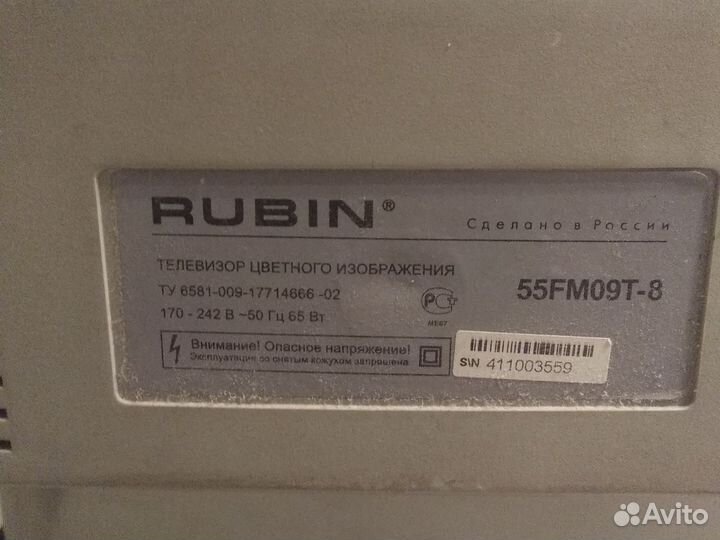 RUBIN®
Сделано в России
ТЕЛЕВИЗОР ЦВЕТНОГО ИЗОБРАЖЕНИЯ
ТУ 6581-009-17714666 -02
55FM09T-8
170 - 242 В ~50 Гц 65 Вт
МЕ67
Внимание! Опасное напряжение!
Эксплуатация со снятым кожухом запрещена
S\N 411003559
Avito